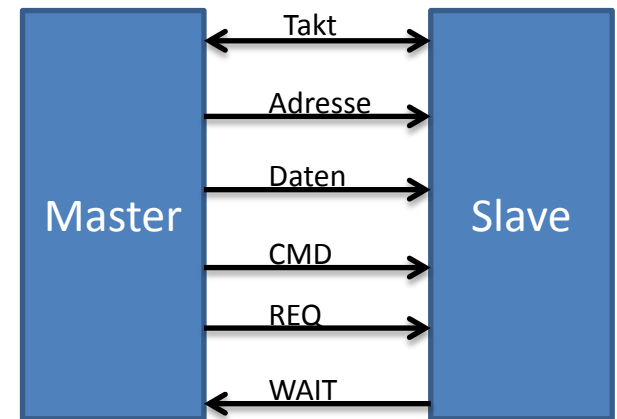 Takt
Adresse
Daten
Master
Slave
CMD
REQ
WAIT